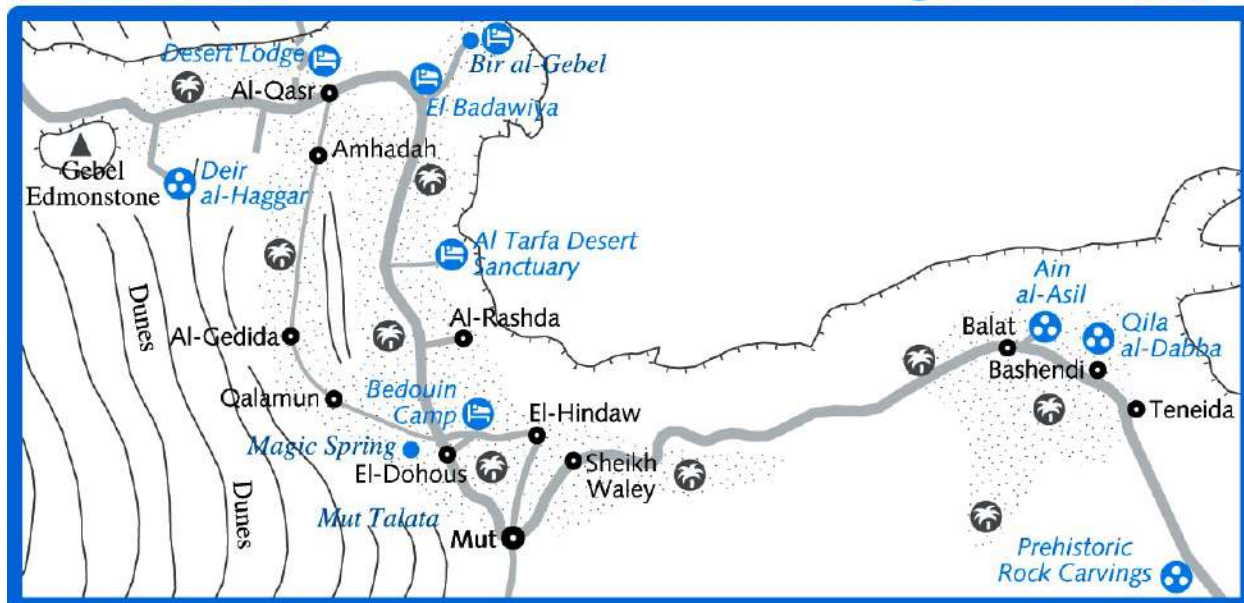 Desert Lodge
Bir al-Gebel
Al-Qasr
El Badawiya
Amhadah
Gebel
Edmonstone
Deir
al-Haggar
Al Tarfa Desert
Sanctuary
Ain
al-Asil
Dunes
Al-Gedida
Al-Rashda
Balat
Qila
al-Dabba
Bashendi
Qalamun
Bedouin
Camp
El-Hindaw
Teneida
Magic Spring
El-Dohous
Sheikh
Waley
Dunes
Mut Talata
Mut
Prehistoric
Rock Carvings